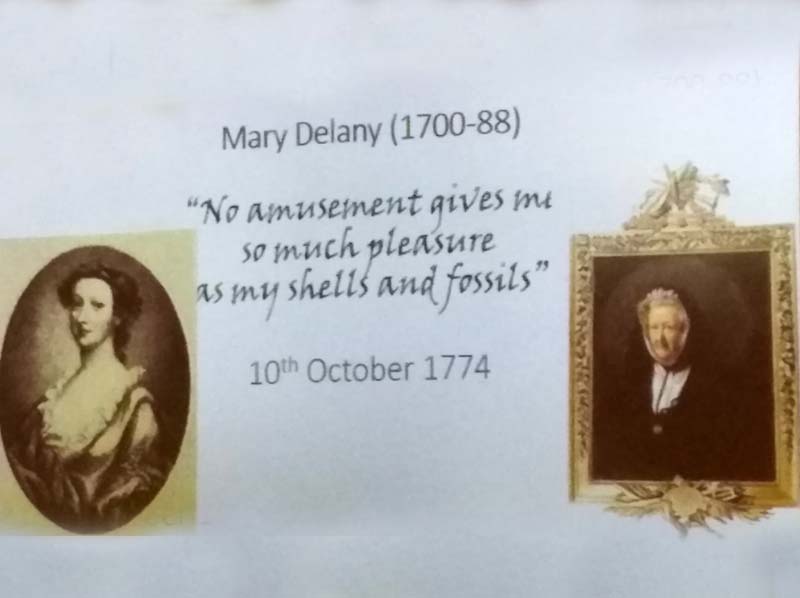 Mary Delany (1700-88)
“No amusement gives me
so much pleasure
as my shells and fossils”
10th October 1774